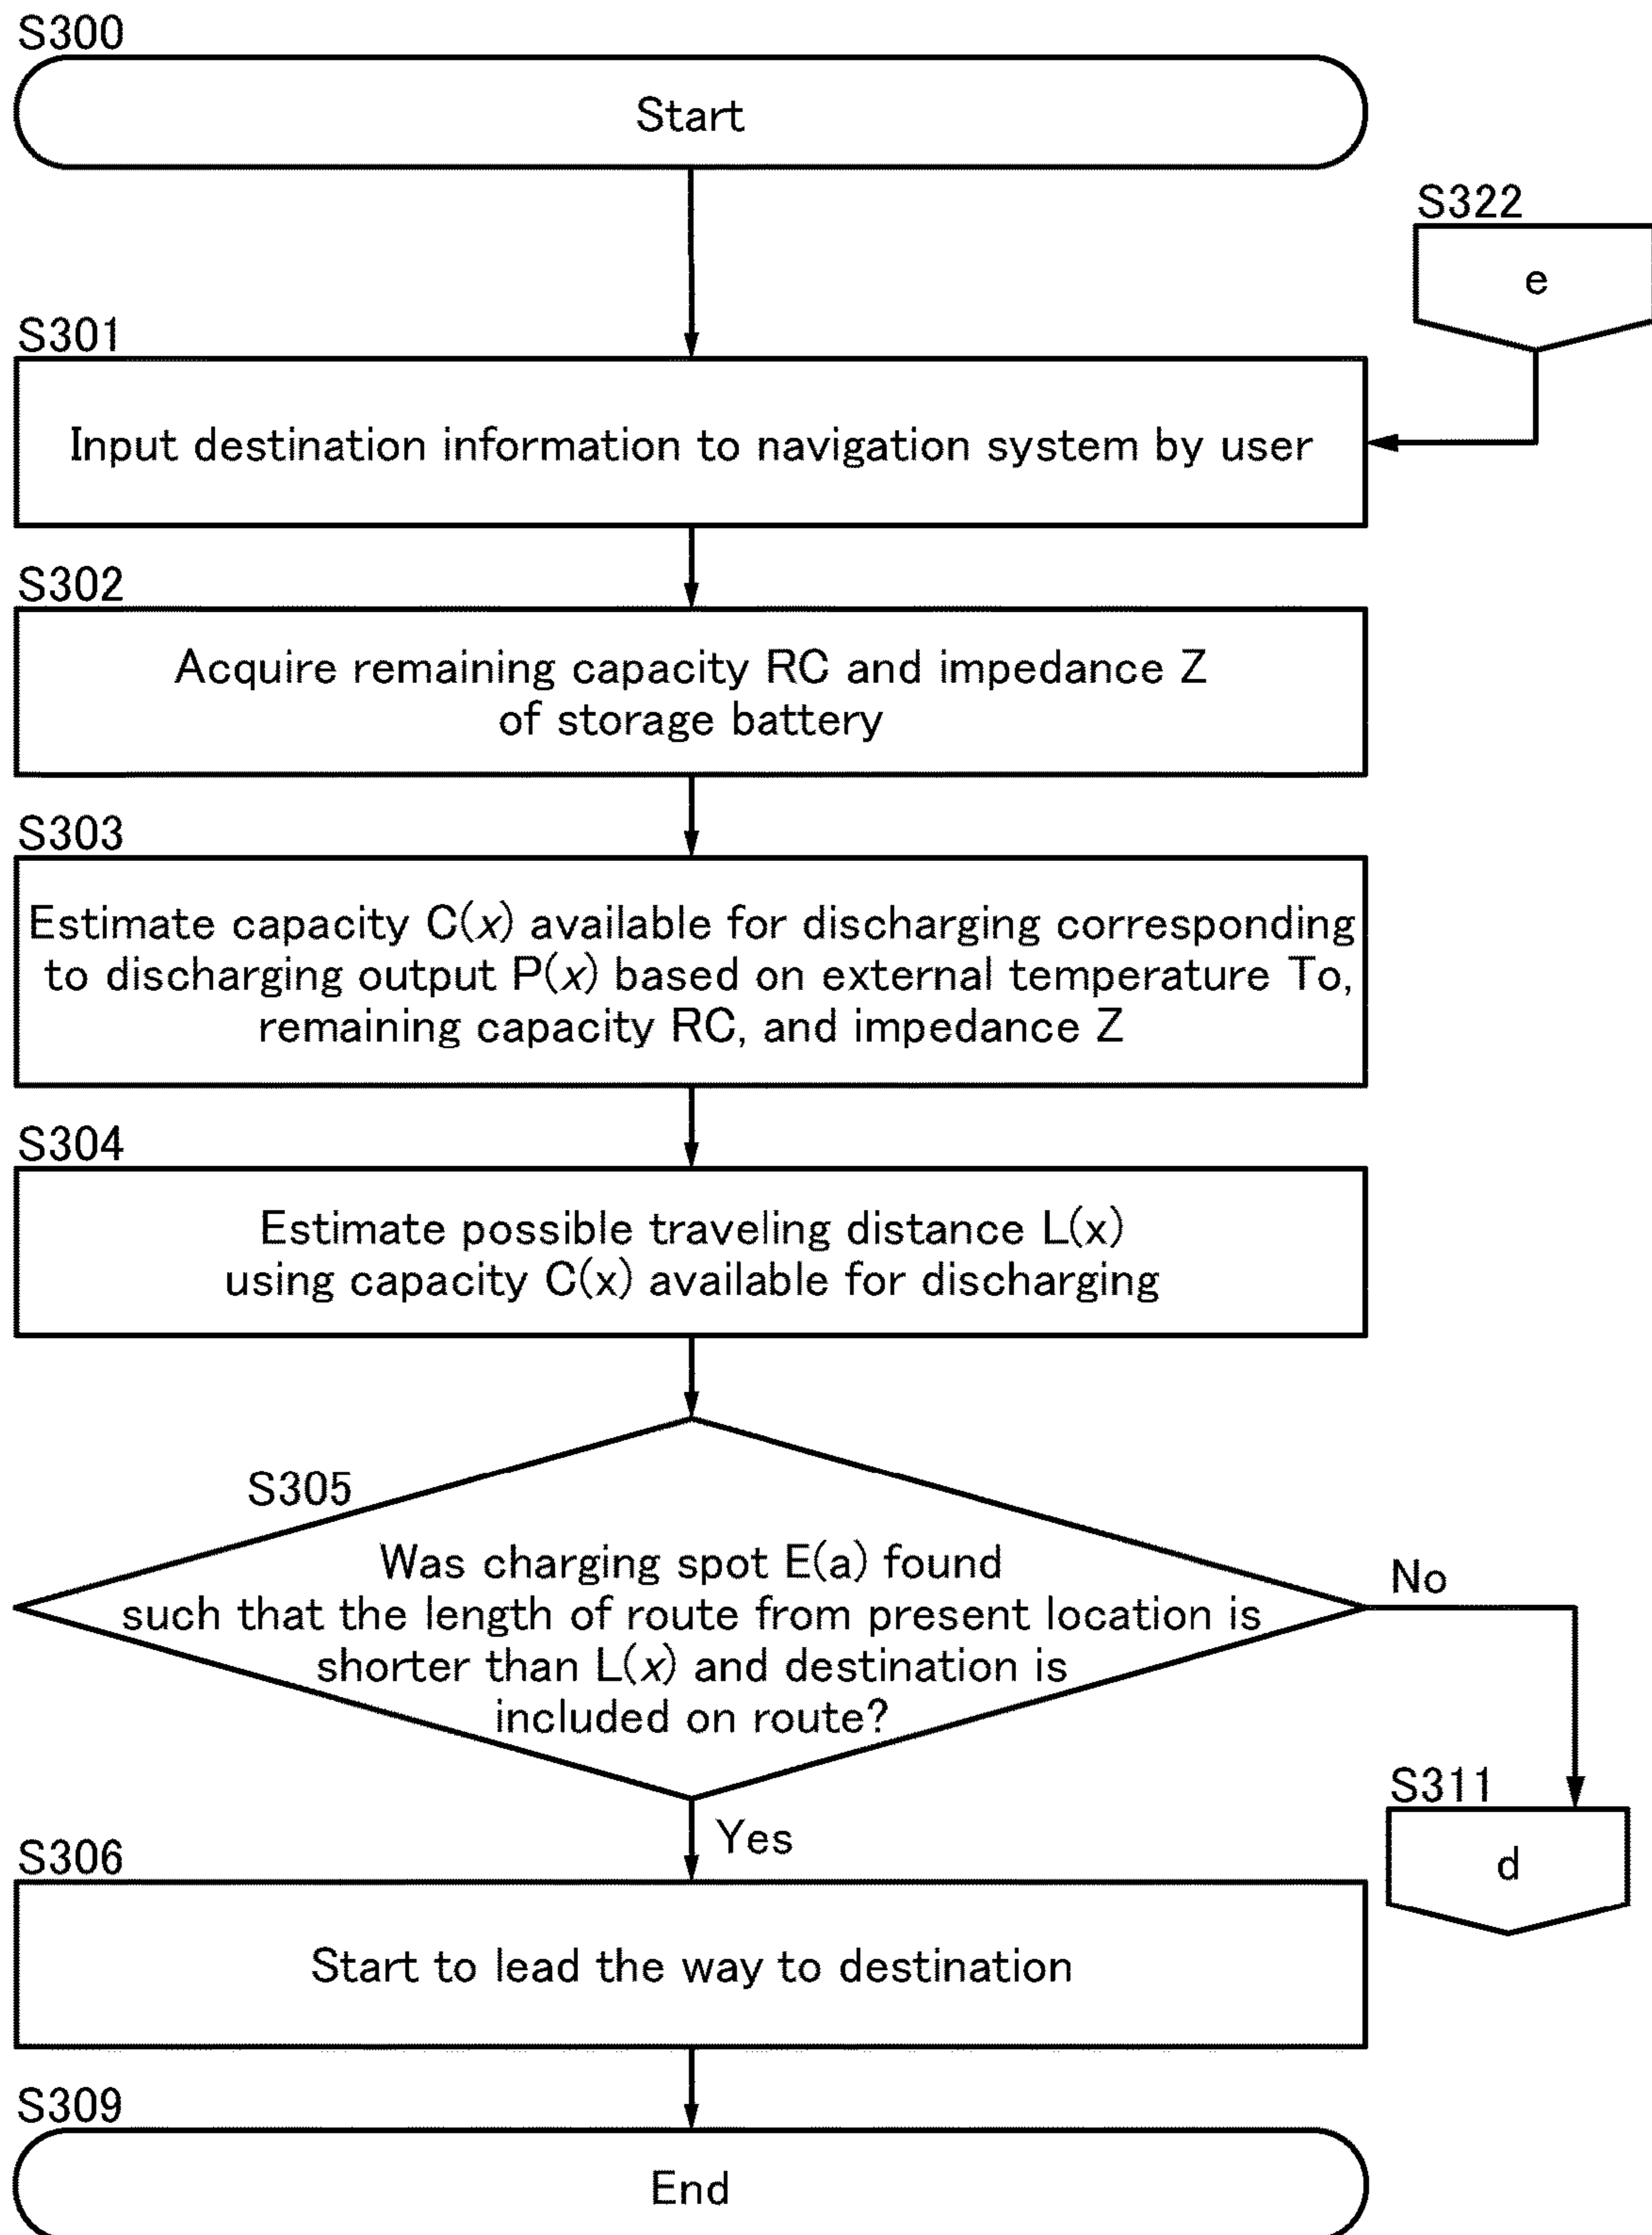 S300
Start
S322
e
S301
Input destination information to navigation system by user
S302
Acquire remaining capacity RC and impedance Z
of storage battery
S303
Estimate capacity C(x) available for discharging corresponding
to discharging output P(x) based on external temperature To,
remaining capacity RC, and impedance Z
S304
Estimate possible traveling distance L(x)
using capacity C(x) available for discharging
S305
Was charging spot E(a) found
such that the length of route from present location is
shorter than L(x) and destination is
included on route?
No
S311
d
Yes
S306
Start to lead the way to destination
S309
End